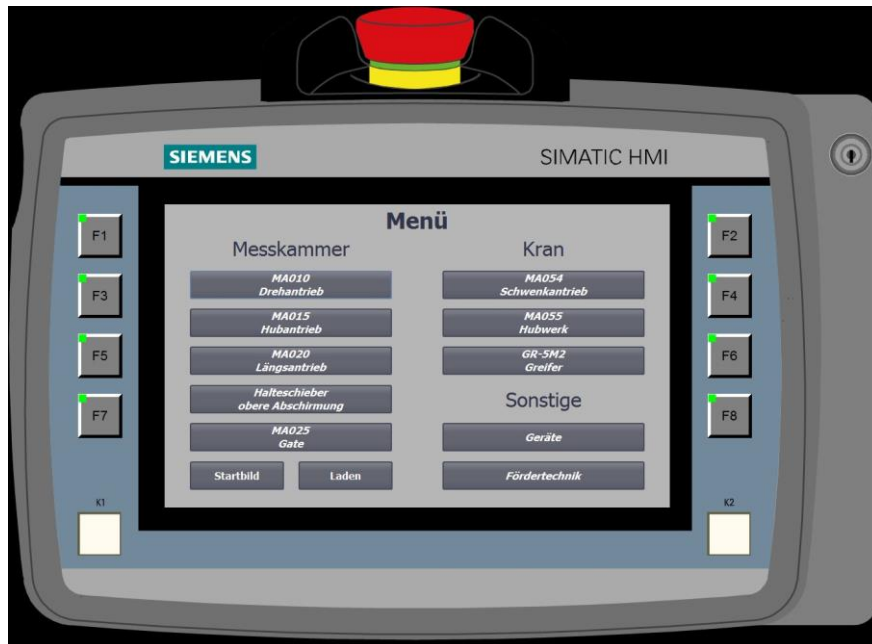 SIEMENS
SIMATIC HMI
F1
F3
F5
F7
K1
Menü
Messkammer
MA010
Drehantrieb
MA015
Hubantrieb
MA020
Längsantrieb
Halteschieber
obere Abschirmung
MA025
Gate
Startbild
Laden
Kran
MA054
Schwenkantrieb
MA055
Hubwerk
GR-5M2
Greifer
Sonstige
Geräte
Fördertechnik
F2
F4
F6
F8
K2